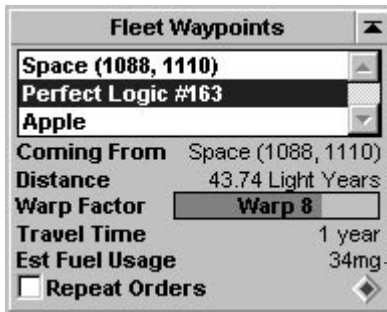 Fleet Waypoints
Space (1088, 1110)
Perfect Logic #163
Apple
Coming From Space (1088, 1110)
Distance 43.74 Light Years
Warp Factor Warp 8
Travel Time 1 year
Est Fuel Usage 34mg
Repeat Orders